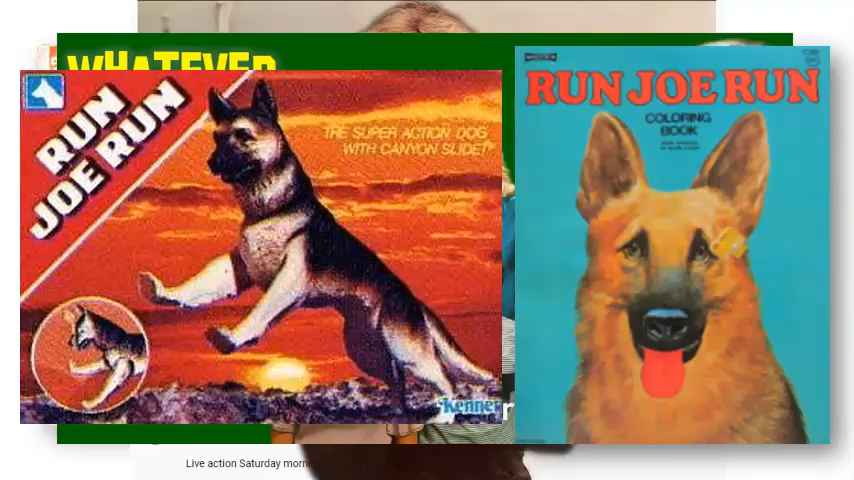 WHATEVER
RUN
JOE RUN
THE SUPER ACTION DOG
WITH CANYON SLIDE!
Kenner
RUN JOE RUN
COLORING
BOOK
Live action Saturday morn